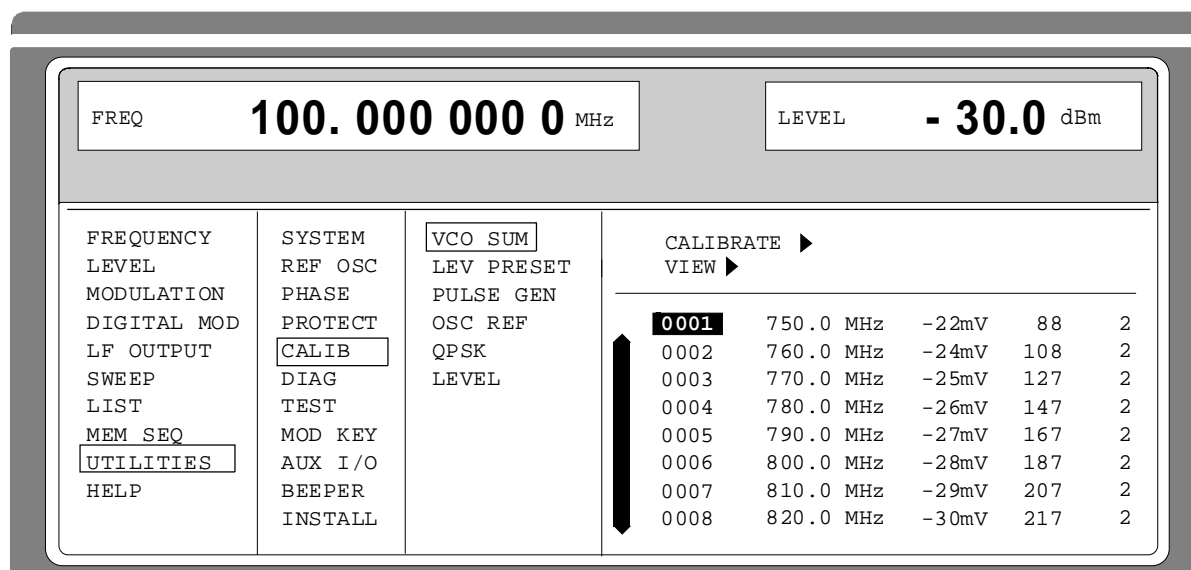 FREQ 100. 000 000 0 MHz LEVEL - 30.0 dBm
FREQUENCY SYSTEM VCO SUM CALIBRATE
LEVEL REF OSC LEV PRESET VIEW
MODULATION PHASE PULSE GEN
DIGITAL MOD PROTECT OSC REF 0001 750.0 MHz -22mV 88 2
LF OUTPUT CALIB QPSK 0002 760.0 MHz -24mV 108 2
SWEEP DIAG LEVEL 0003 770.0 MHz -25mV 127 2
LIST TEST 0004 780.0 MHz -26mV 147 2
MEM SEQ MOD KEY 0005 790.0 MHz -27mV 167 2
UTILITIES AUX I/O 0006 800.0 MHz -28mV 187 2
HELP BEEPER 0007 810.0 MHz -29mV 207 2
INSTALL 0008 820.0 MHz -30mV 217 2